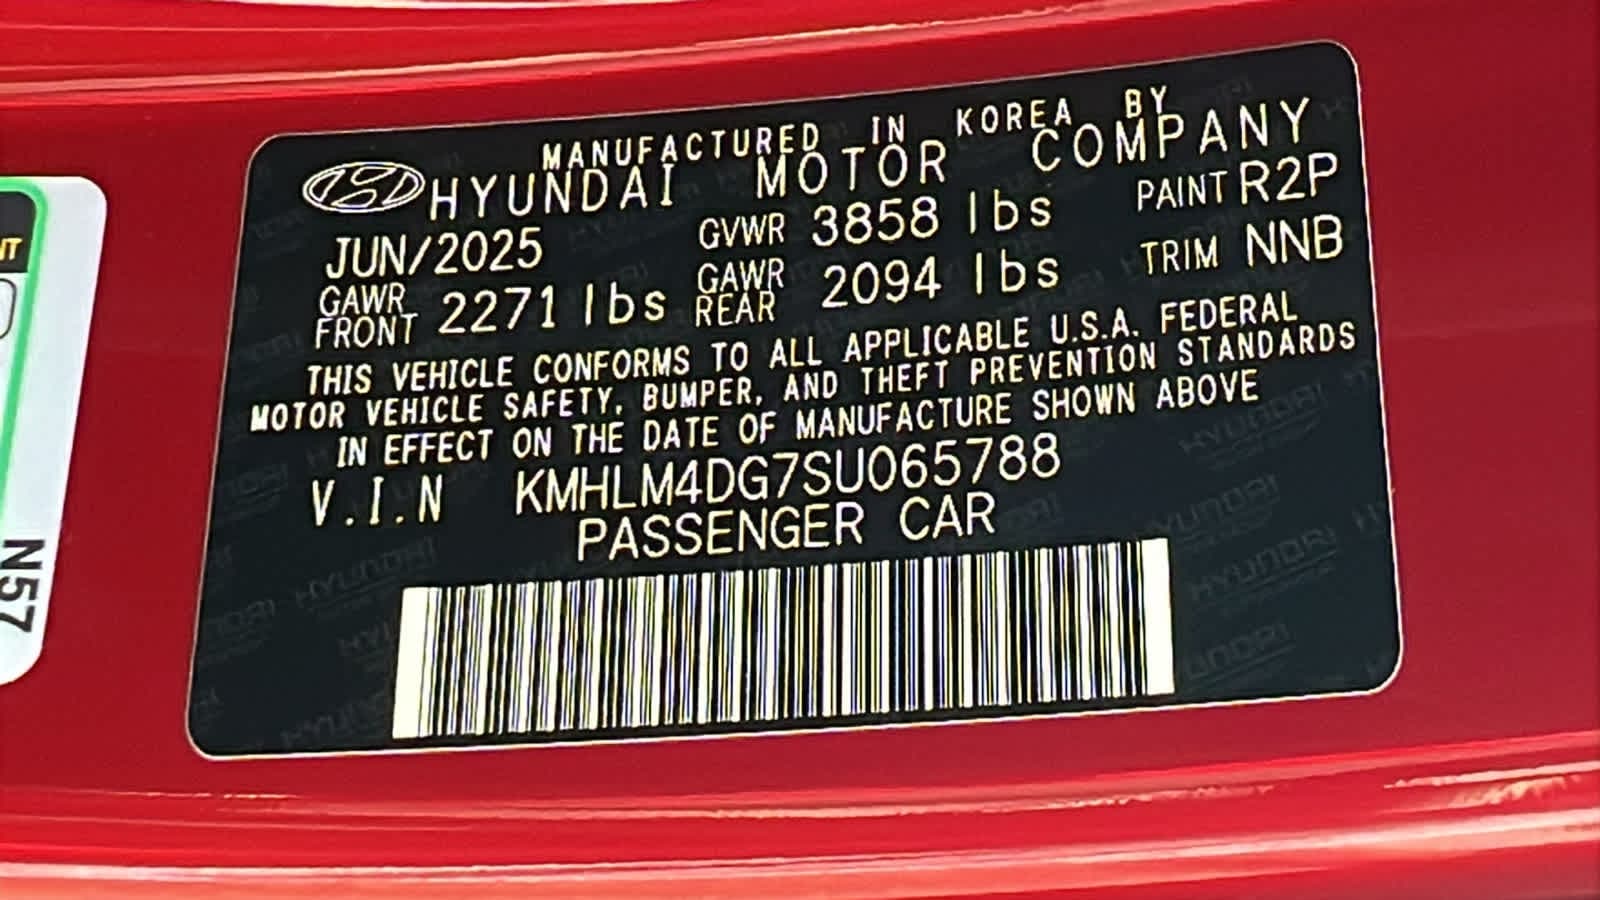 MANUFACTURED IN KOREA BY
HYUNDAI MOTOR COMPANY
JUN/2025 GVWR 3858 lbs PAINT R2P
GAWR FRONT 2271 lbs GAWR REAR 2094 lbs TRIM NNB
THIS VEHICLE CONFORMS TO ALL APPLICABLE U.S.A. FEDERAL
MOTOR VEHICLE SAFETY, BUMPER, AND THEFT PREVENTION STANDARDS
IN EFFECT ON THE DATE OF MANUFACTURE SHOWN ABOVE
V.I.N KMHLM4DG7SU065788
PASSENGER CAR
N57